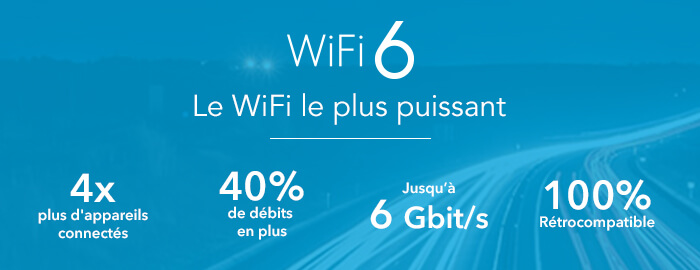 WiFi 6
Le WiFi le plus puissant
4x
plus d'appareils
connectés
40%
de débits
en plus
Jusqu'à
6 Gbit/s
100%
Rétrocompatible